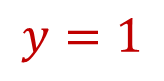 y = 1